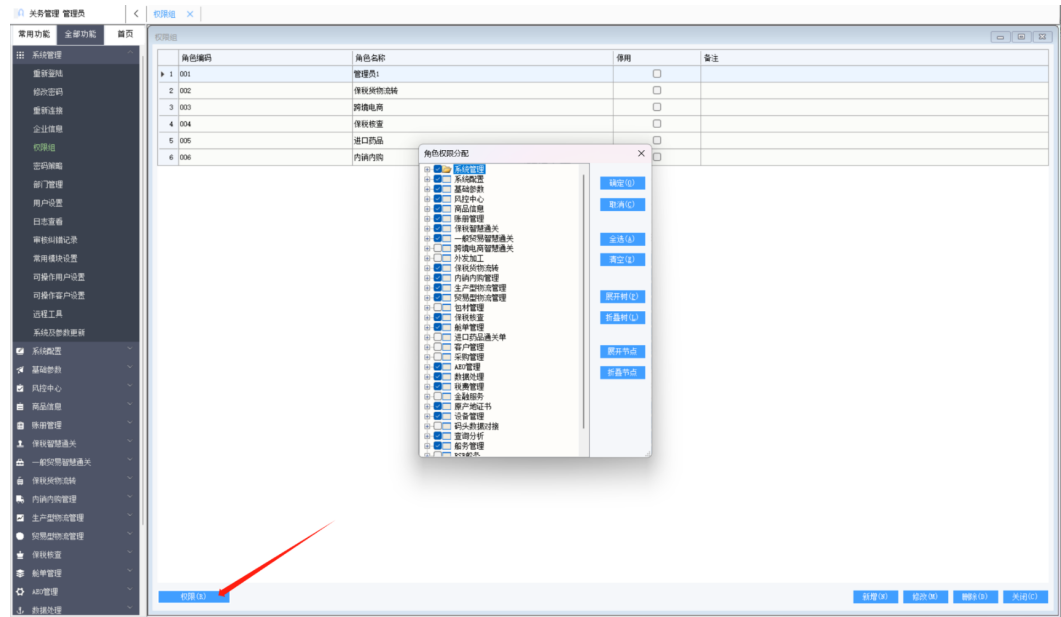 关务管理 管理员
权限组
常用功能 全部功能 首页
系统管理
重新登陆
修改密码
重新连接
企业信息
权限组
密码策略
部门管理
用户设置
日志查看
审核纠错记录
常用模块设置
可操作用户设置
可操作客户设置
远程工具
系统及参数更新
系统配置
基础参数
风控中心
商品信息
账册管理
保税智慧通关
一般贸易智慧通关
保税货物流转
内销内购管理
生产型物流管理
贸易型物流管理
保税核查
舱单管理
AEO管理
数据处理
权限组
角色编码 角色名称 停用 备注
1 001 管理员1
2 002 保税货物流转
3 003 跨境电商
4 004 保税核查
5 005 进口药品
6 006 内销内购
角色权限分配
系统管理
系统配置
基础参数
风控中心
商品信息
账册管理
保税智慧通关
一般贸易智慧通关
跨境电商智慧通关
外发加工
保税货物流转
内销内购管理
生产型物流管理
贸易型物流管理
包材管理
保税核查
舱单管理
进口药品通关单
客户管理
采购管理
AEO管理
数据处理
税费管理
金融服务
原产地证书
设备管理
码头数据对接
查询分析
船务管理
确定(O)
取消(C)
全选(A)
清空(X)
展开树(Z)
折叠树(L)
展开节点
折叠节点
权限(X) 新增(N) 修改(M) 删除(D) 关闭(C)